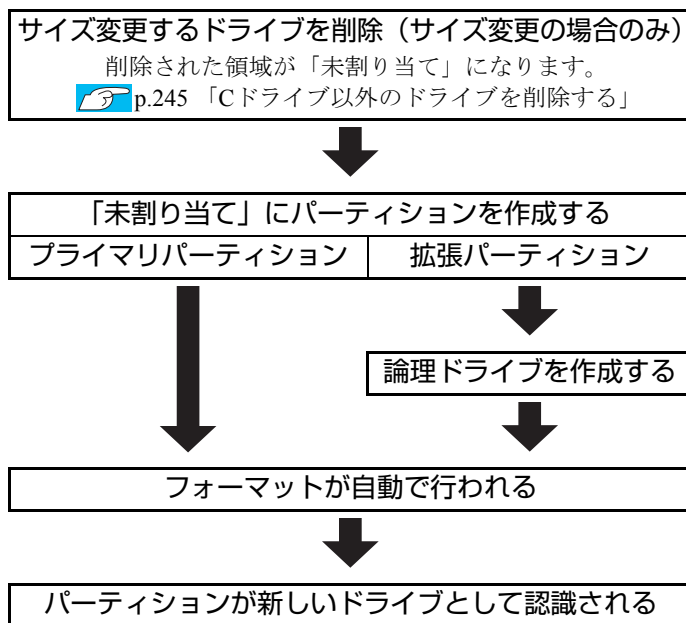 サイズ変更するドライブを削除（サイズ変更の場合のみ）
削除された領域が「未割り当て」になります。
p.245 「Cドライブ以外のドライブを削除する」
「未割り当て」にパーティションを作成する
プライマリパーティション
拡張パーティション
論理ドライブを作成する
フォーマットが自動で行われる
パーティションが新しいドライブとして認識される